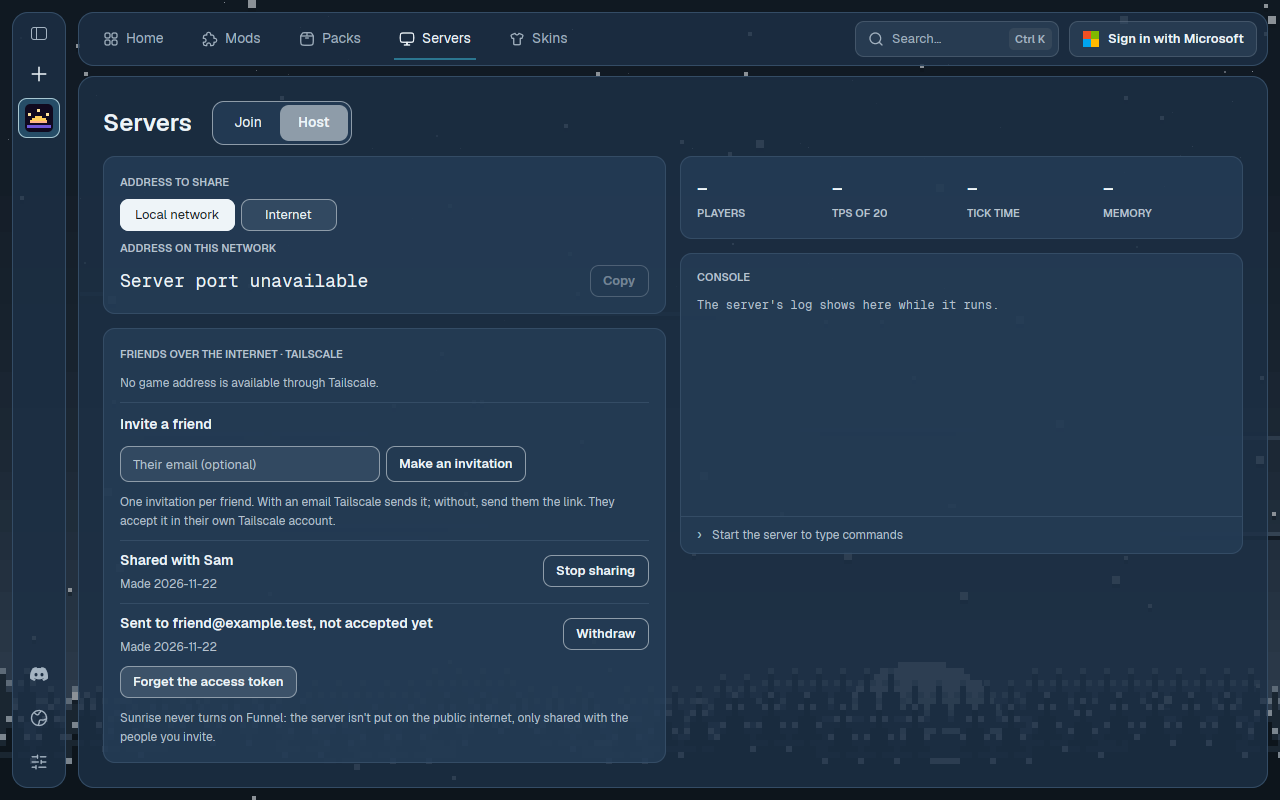 Home
Mods
Packs
Servers
Skins
Search...
Ctrl K
Sign in with Microsoft
Servers
Join
Host
ADDRESS TO SHARE
Local network
Internet
ADDRESS ON THIS NETWORK
Server port unavailable
Copy
FRIENDS OVER THE INTERNET · TAILSCALE
No game address is available through Tailscale.
Invite a friend
Their email (optional)
Make an invitation
One invitation per friend. With an email Tailscale sends it; without, send them the link. They
accept it in their own Tailscale account.
Shared with Sam
Made 2026-11-22
Stop sharing
Sent to friend@example.test, not accepted yet
Made 2026-11-22
Withdraw
Forget the access token
Sunrise never turns on Funnel: the server isn't put on the public internet, only shared with the
people you invite.
–
PLAYERS
–
TPS OF 20
–
TICK TIME
–
MEMORY
CONSOLE
The server's log shows here while it runs.
› Start the server to type commands